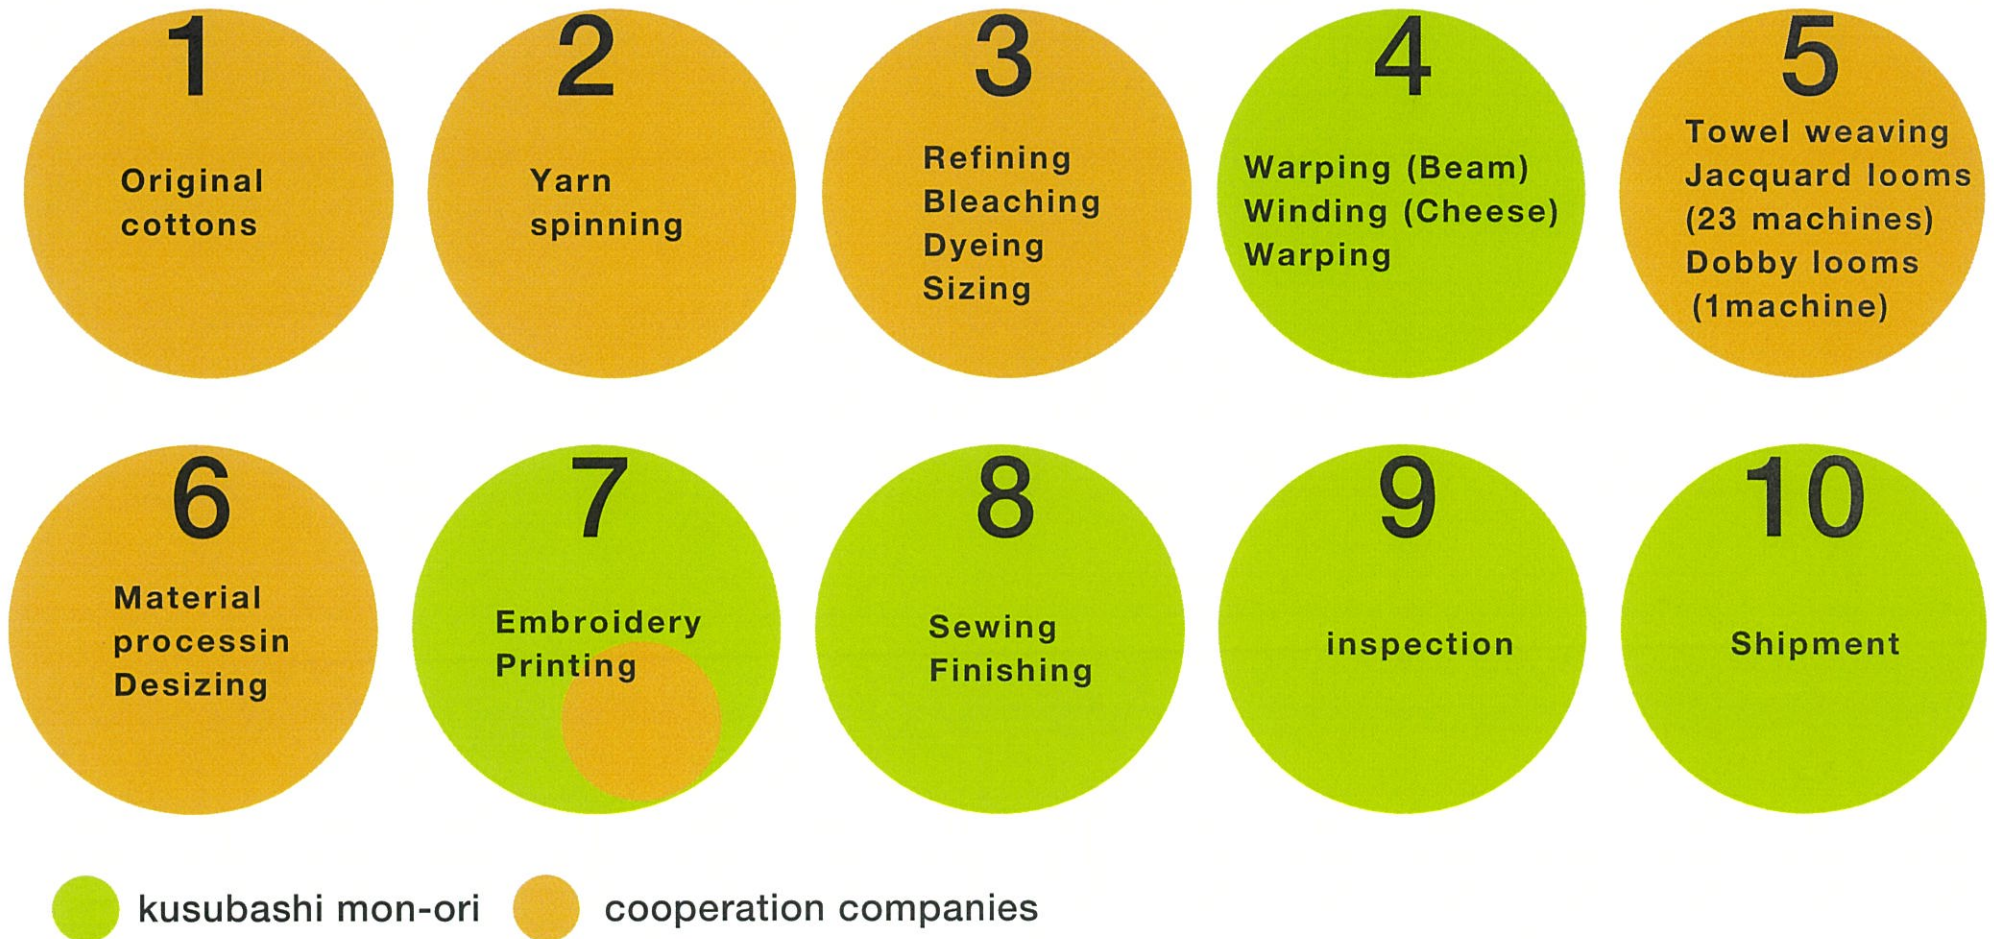 1
Original
cottons
2
Yarn
spinning
3
Refining
Bleaching
Dyeing
Sizing
4
Warping (Beam)
Winding (Cheese)
Warping
5
Towel weaving
Jacquard looms
(23 machines)
Dobby looms
(1machine)
6
Material
processin
Desizing
7
Embroidery
Printing
8
Sewing
Finishing
9
inspection
10
Shipment
kusubashi mon-ori
cooperation companies